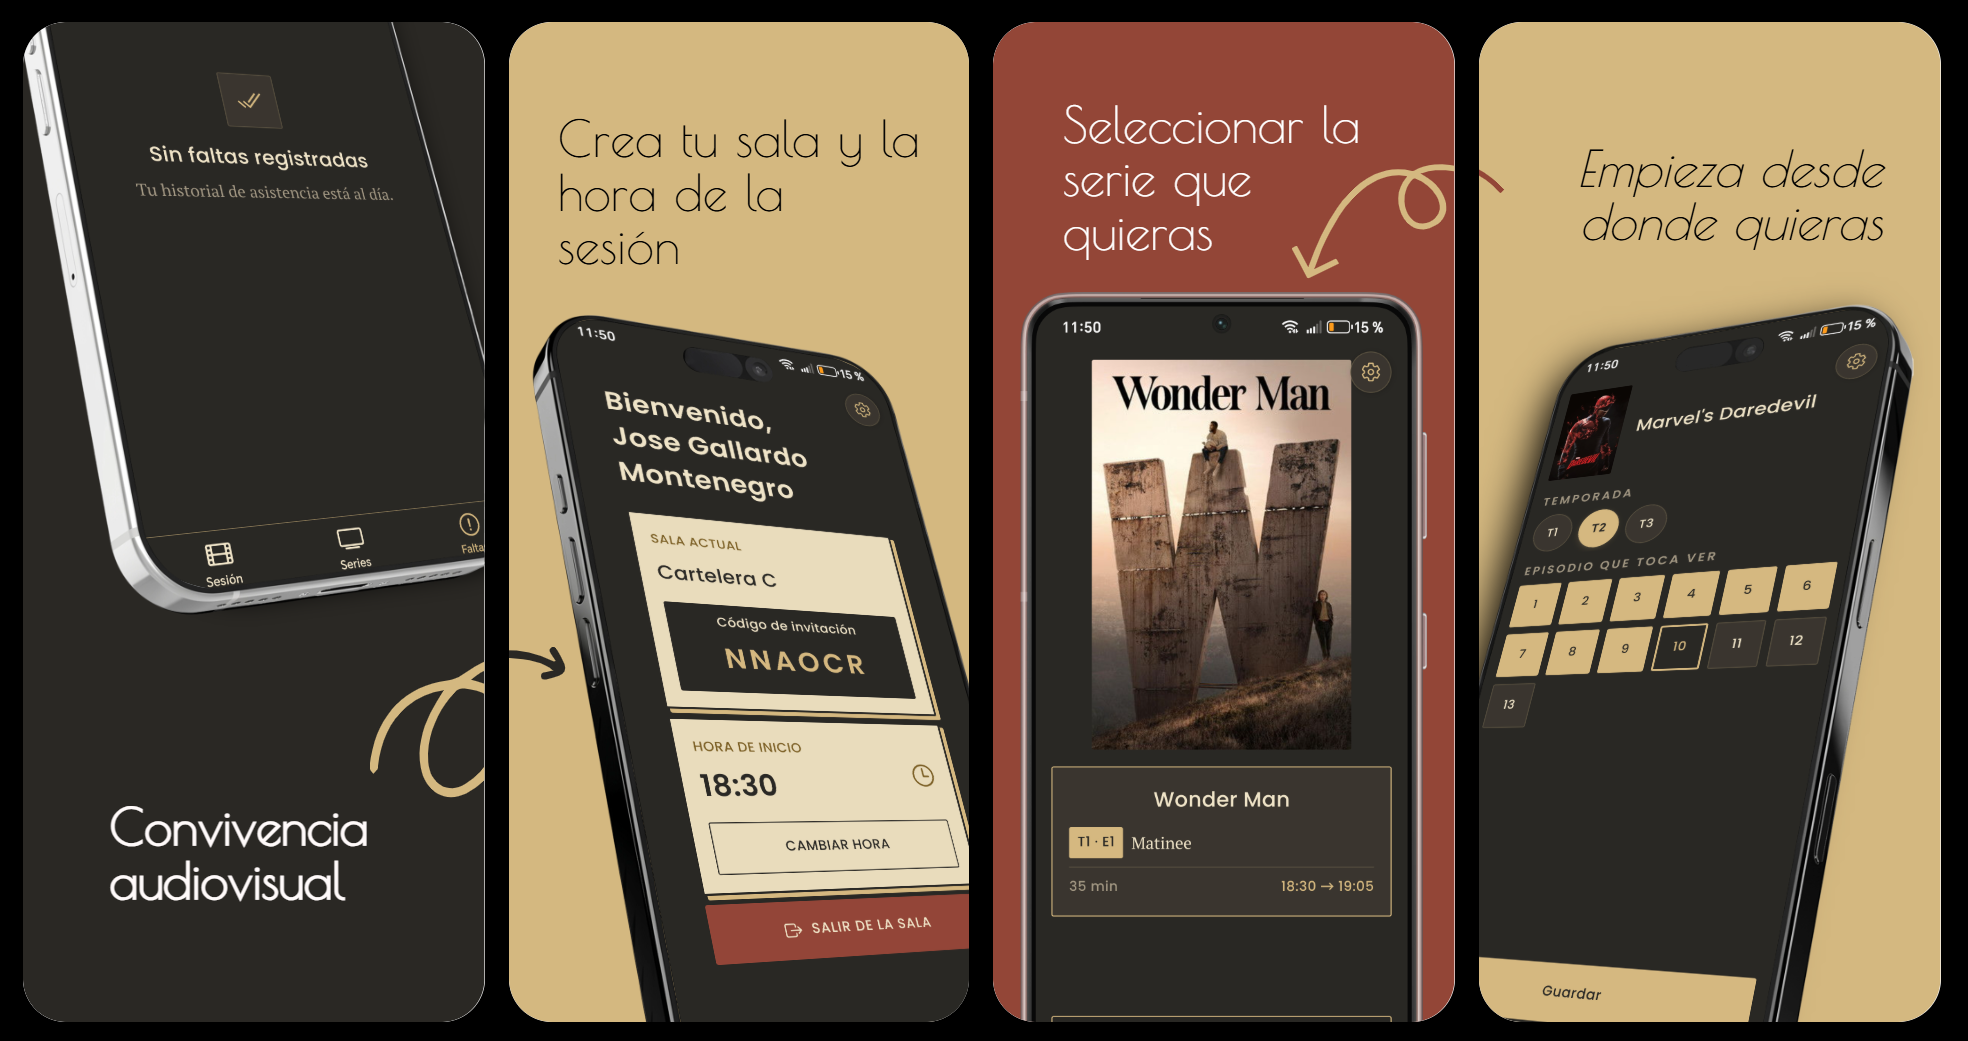 Sin faltas registradas
Tu historial de asistencia está al día.
Sesión
Series
Falta
Convivencia
audiovisual
Crea tu sala y la
hora de la
sesión
11:50
15 %
Bienvenido,
Jose Gallardo
Montenegro
SALA ACTUAL
Cartelera C
Código de invitación
NNAOCR
HORA DE INICIO
18:30
CAMBIAR HORA
SALIR DE LA SALA
Seleccionar la
serie que
quieras
11:50
15 %
Wonder Man
Wonder Man
T1 · E1 Matinee
35 min 18:30 → 19:05
Empieza desde
donde quieras
11:50
15 %
Marvel's Daredevil
TEMPORADA
T1 T2 T3
EPISODIO QUE TOCA VER
1 2 3 4 5 6
7 8 9 10 11 12
13
Guardar